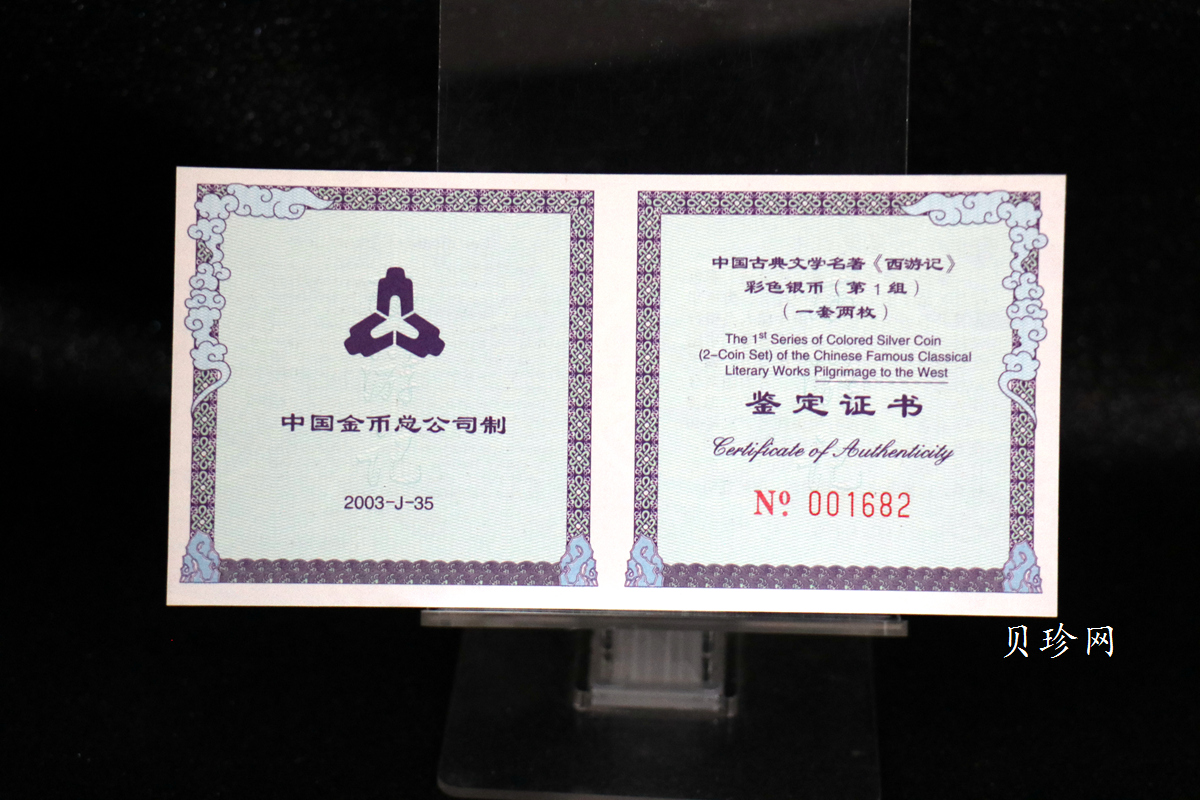 中国金币总公司制
2003-J-35
中国古典文学名著《西游记》
彩色银币（第1组）
（一套两枚）
The 1st Series of Colored Silver Coin
(2-Coin Set) of the Chinese Famous Classical
Literary Works Pilgrimage to the West
鉴定证书
Certificate of Authenticity
№ 001682
贝珍网